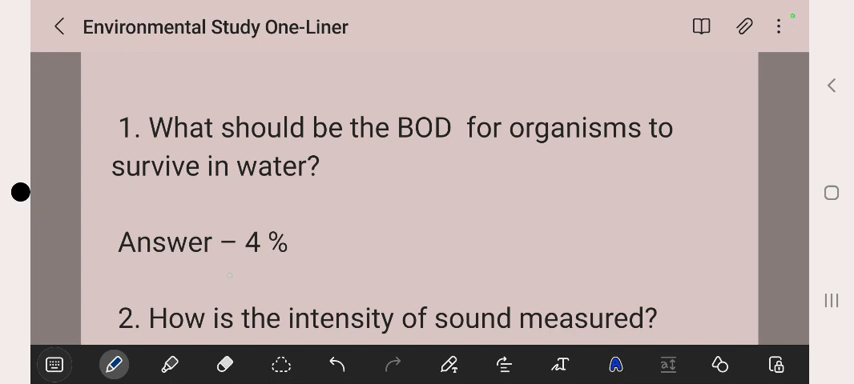 Environmental Study One-Liner
1. What should be the BOD for organisms to
survive in water?
Answer – 4 %
2. How is the intensity of sound measured?